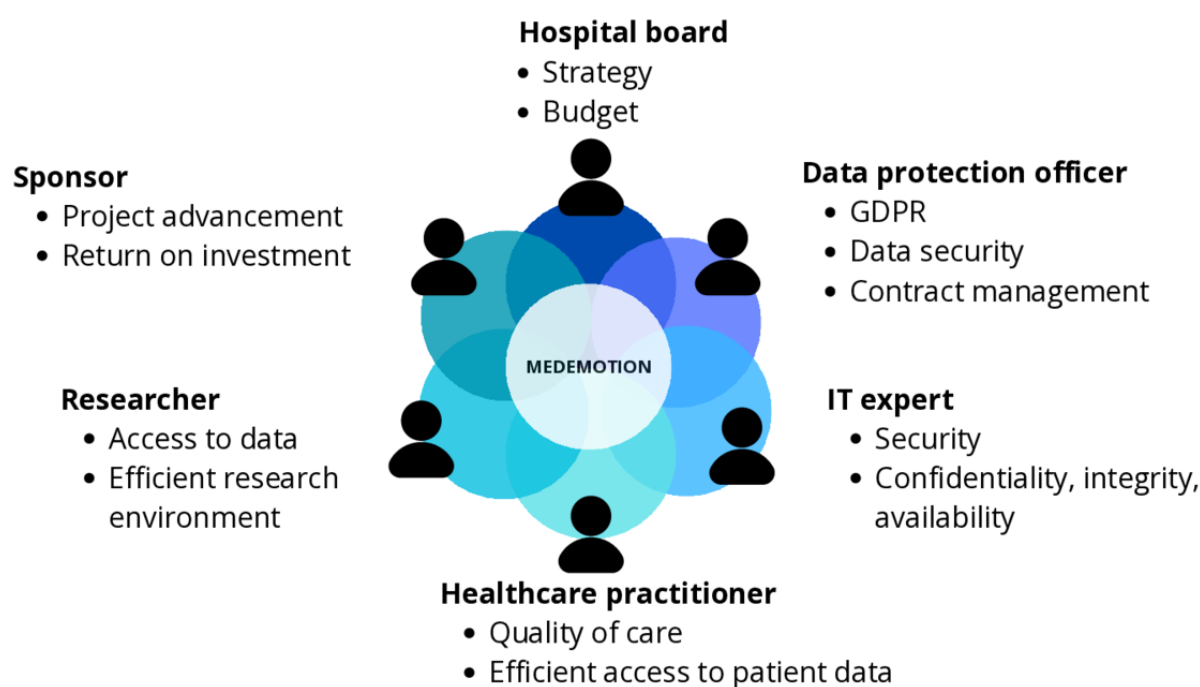 Hospital board
• Strategy
• Budget
Sponsor
• Project advancement
• Return on investment
Data protection officer
• GDPR
• Data security
• Contract management
MEDEMOTION
Researcher
• Access to data
• Efficient research
environment
IT expert
• Security
• Confidentiality, integrity,
availability
Healthcare practitioner
• Quality of care
• Efficient access to patient data